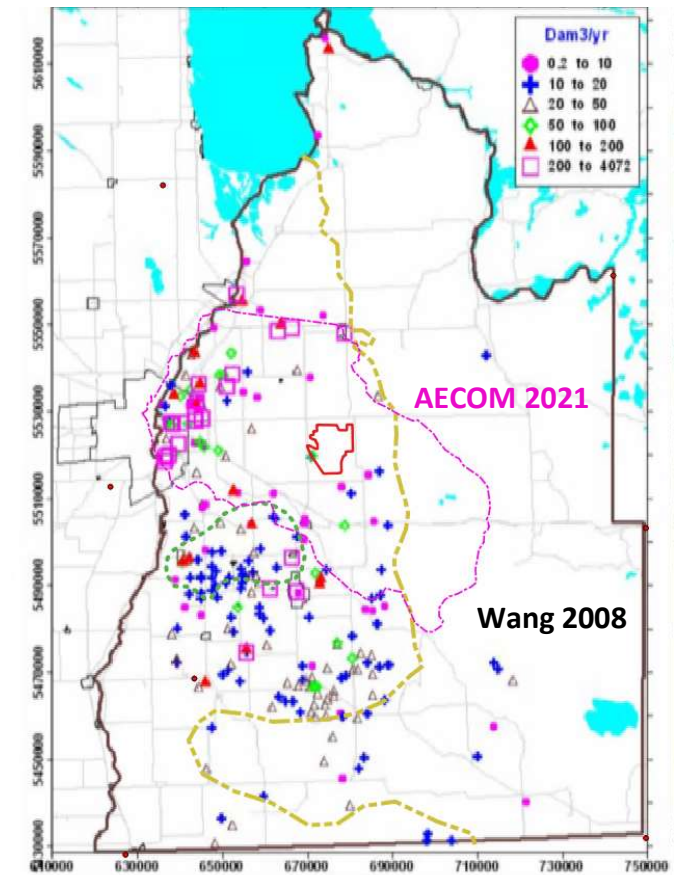 Dam3/yr
0.2 to 10
10 to 20
20 to 50
50 to 100
100 to 200
200 to 4072
5610000
5590000
5570000
5550000
5530000
5510000
5490000
5470000
5450000
AECOM 2021
Wang 2008
630000
650000
670000
690000
710000
730000
750000